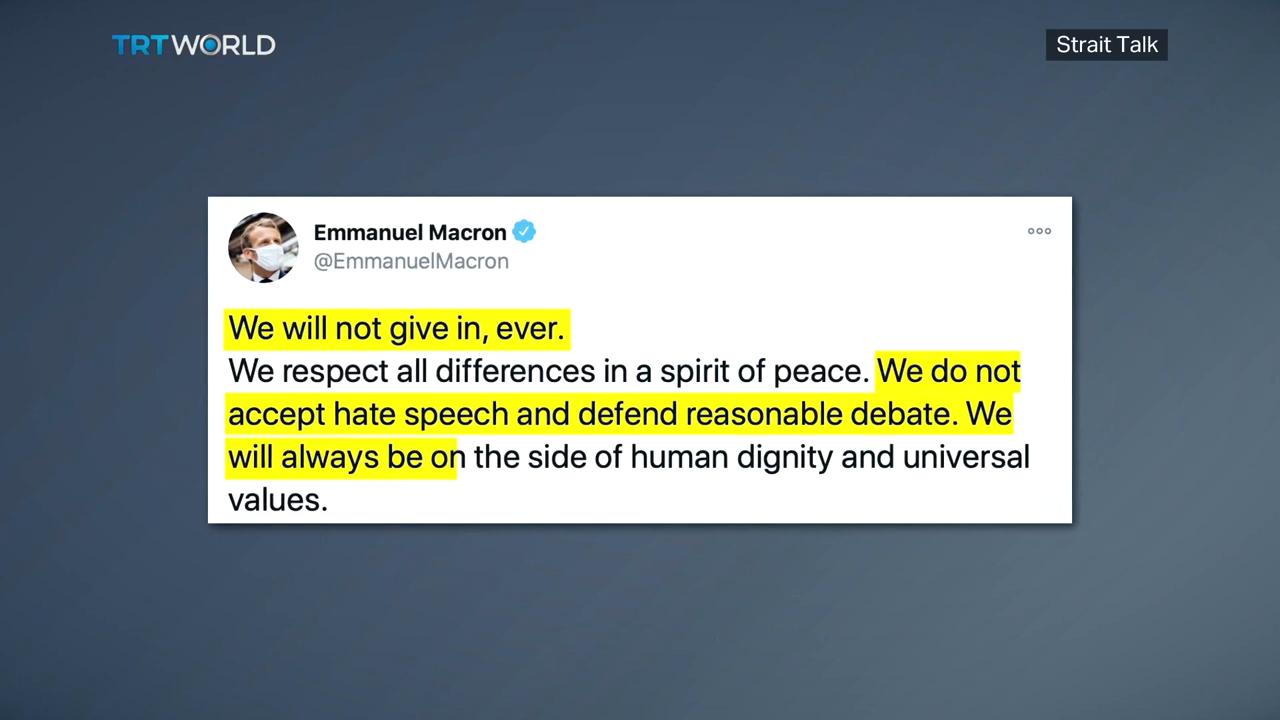 TRT WORLD
Strait Talk
Emmanuel Macron
@EmmanuelMacron
We will not give in, ever.
We respect all differences in a spirit of peace. We do not
accept hate speech and defend reasonable debate. We
will always be on the side of human dignity and universal
values.